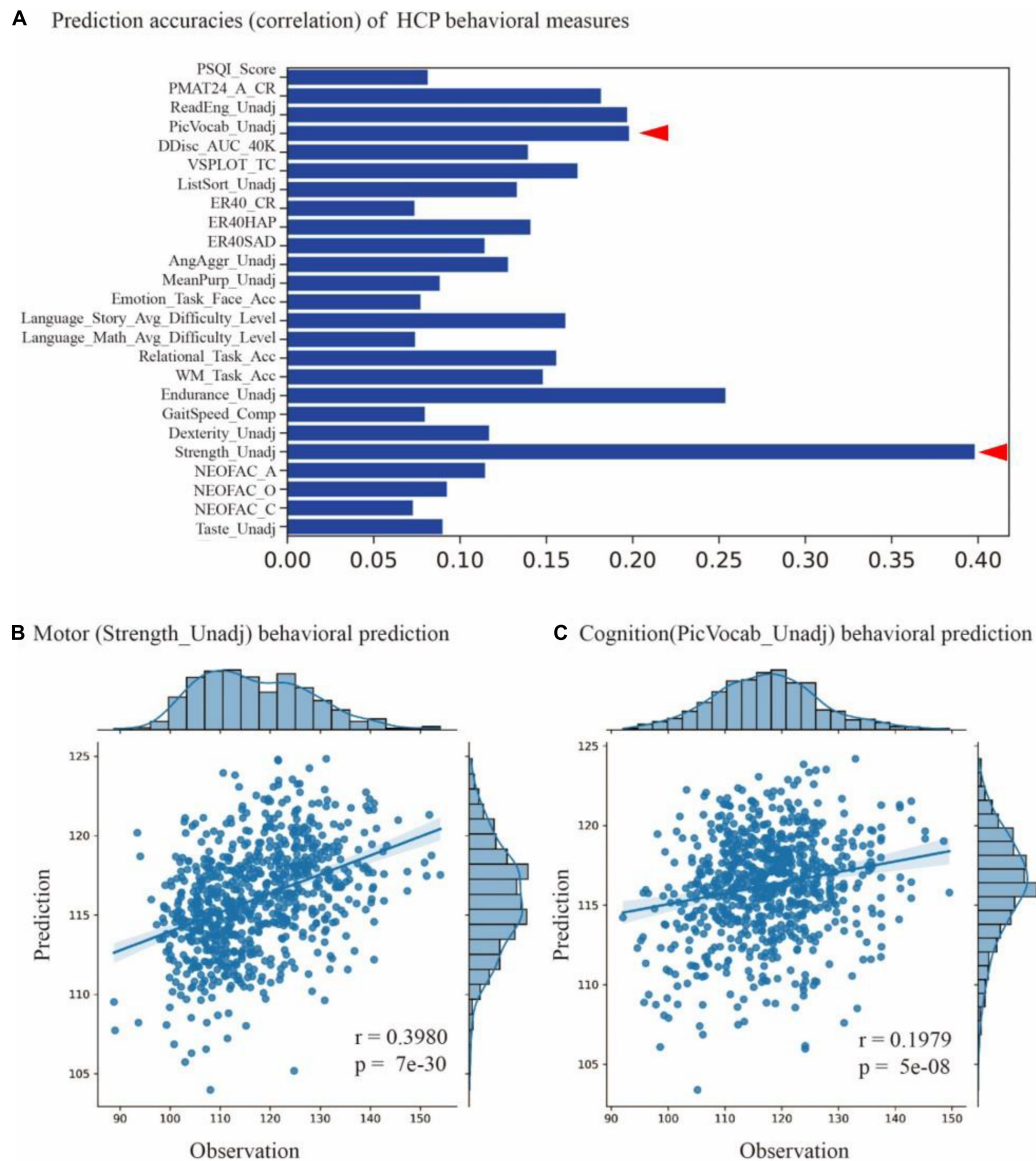 A Prediction accuracies (correlation) of HCP behavioral measures
PSQI_Score
PMAT24_A_CR
ReadEng_Unadj
PicVocab_Unadj
DDisc_AUC_40K
VSPLOT_TC
ListSort_Unadj
ER40_CR
ER40HAP
ER40SAD
AngAggr_Unadj
MeanPurp_Unadj
Emotion_Task_Face_Acc
Language_Story_Avg_Difficulty_Level
Language_Math_Avg_Difficulty_Level
Relational_Task_Acc
WM_Task_Acc
Endurance_Unadj
GaitSpeed_Comp
Dexterity_Unadj
Strength_Unadj
NEOFAC_A
NEOFAC_O
NEOFAC_C
Taste_Unadj
0.00 0.05 0.10 0.15 0.20 0.25 0.30 0.35 0.40
B Motor (Strength_Unadj) behavioral prediction
125
120
115
110
105
Prediction
r = 0.3980
p = 7e-30
90 100 110 120 130 140 150
Observation
C Cognition(PicVocab_Unadj) behavioral prediction
125
120
115
110
105
Prediction
r = 0.1979
p = 5e-08
90 100 110 120 130 140 150
Observation